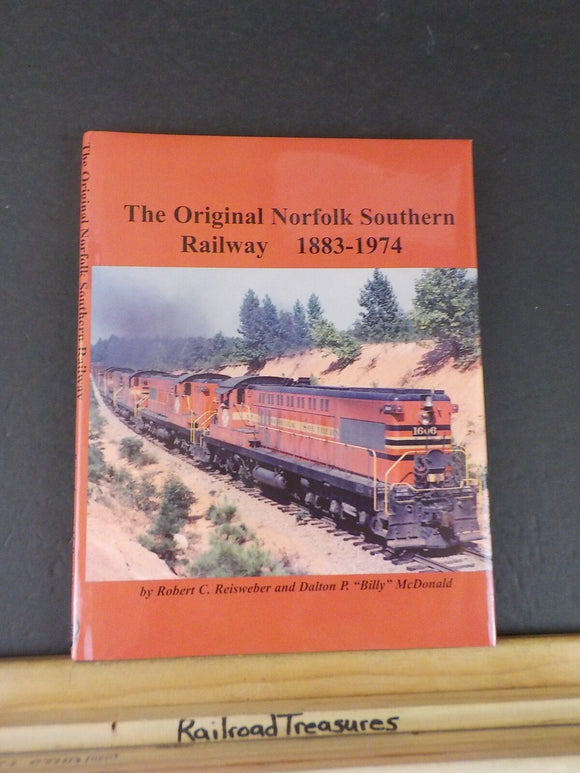 The Original Norfolk Southern Railway
The Original Norfolk Southern
Railway 1883-1974
1606
by Robert C. Reisweber and Dalton P. “Billy” McDonald
RailroadTreasures